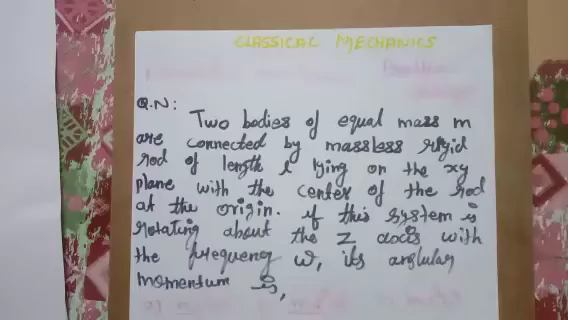 CLASSICAL MECHANICS
Q.N:
Two bodies of equal mass m
are connected by massless rigid
rod of length l lying on the xy
plane with the center of the rod
at the origin. if this system is
rotating about the Z axis with
the frequency ω, its anglular
momentum is,